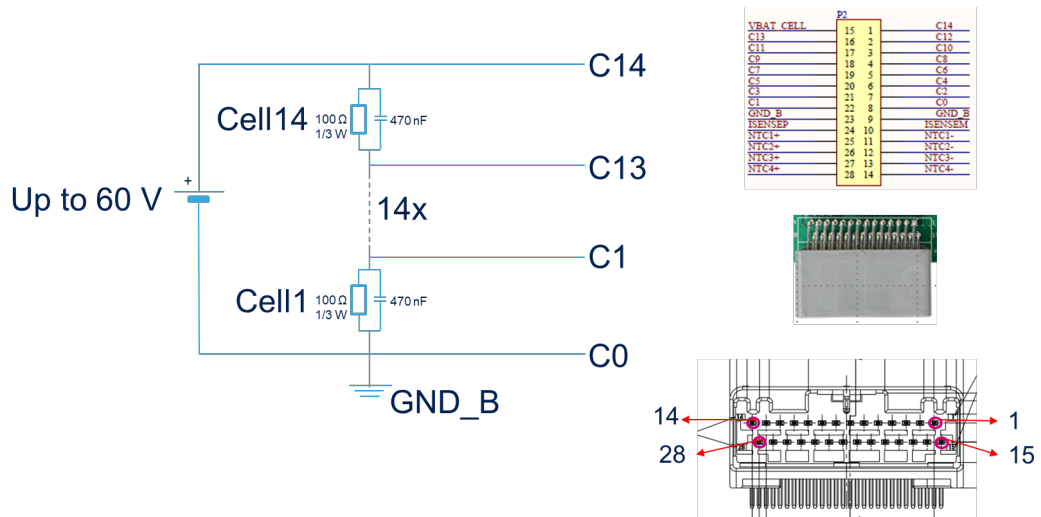 C14
Cell14
100 Ω
1/3 W
470 nF
C13
+
Up to 60 V
14x
C1
Cell1
100 Ω
1/3 W
470 nF
C0
GND_B
P2
VBAT_CELL 15 1 C14
C13 16 2 C12
C11 17 3 C10
C9 18 4 C8
C7 19 5 C6
C5 20 6 C4
C3 21 7 C2
C1 22 8 C0
GND_B 23 9 GND_B
ISENSEP 24 10 ISENSEM
NTC1+ 25 11 NTC1-
NTC2+ 26 12 NTC2-
NTC3+ 27 13 NTC3-
NTC4+ 28 14 NTC4-
14 1
28 15